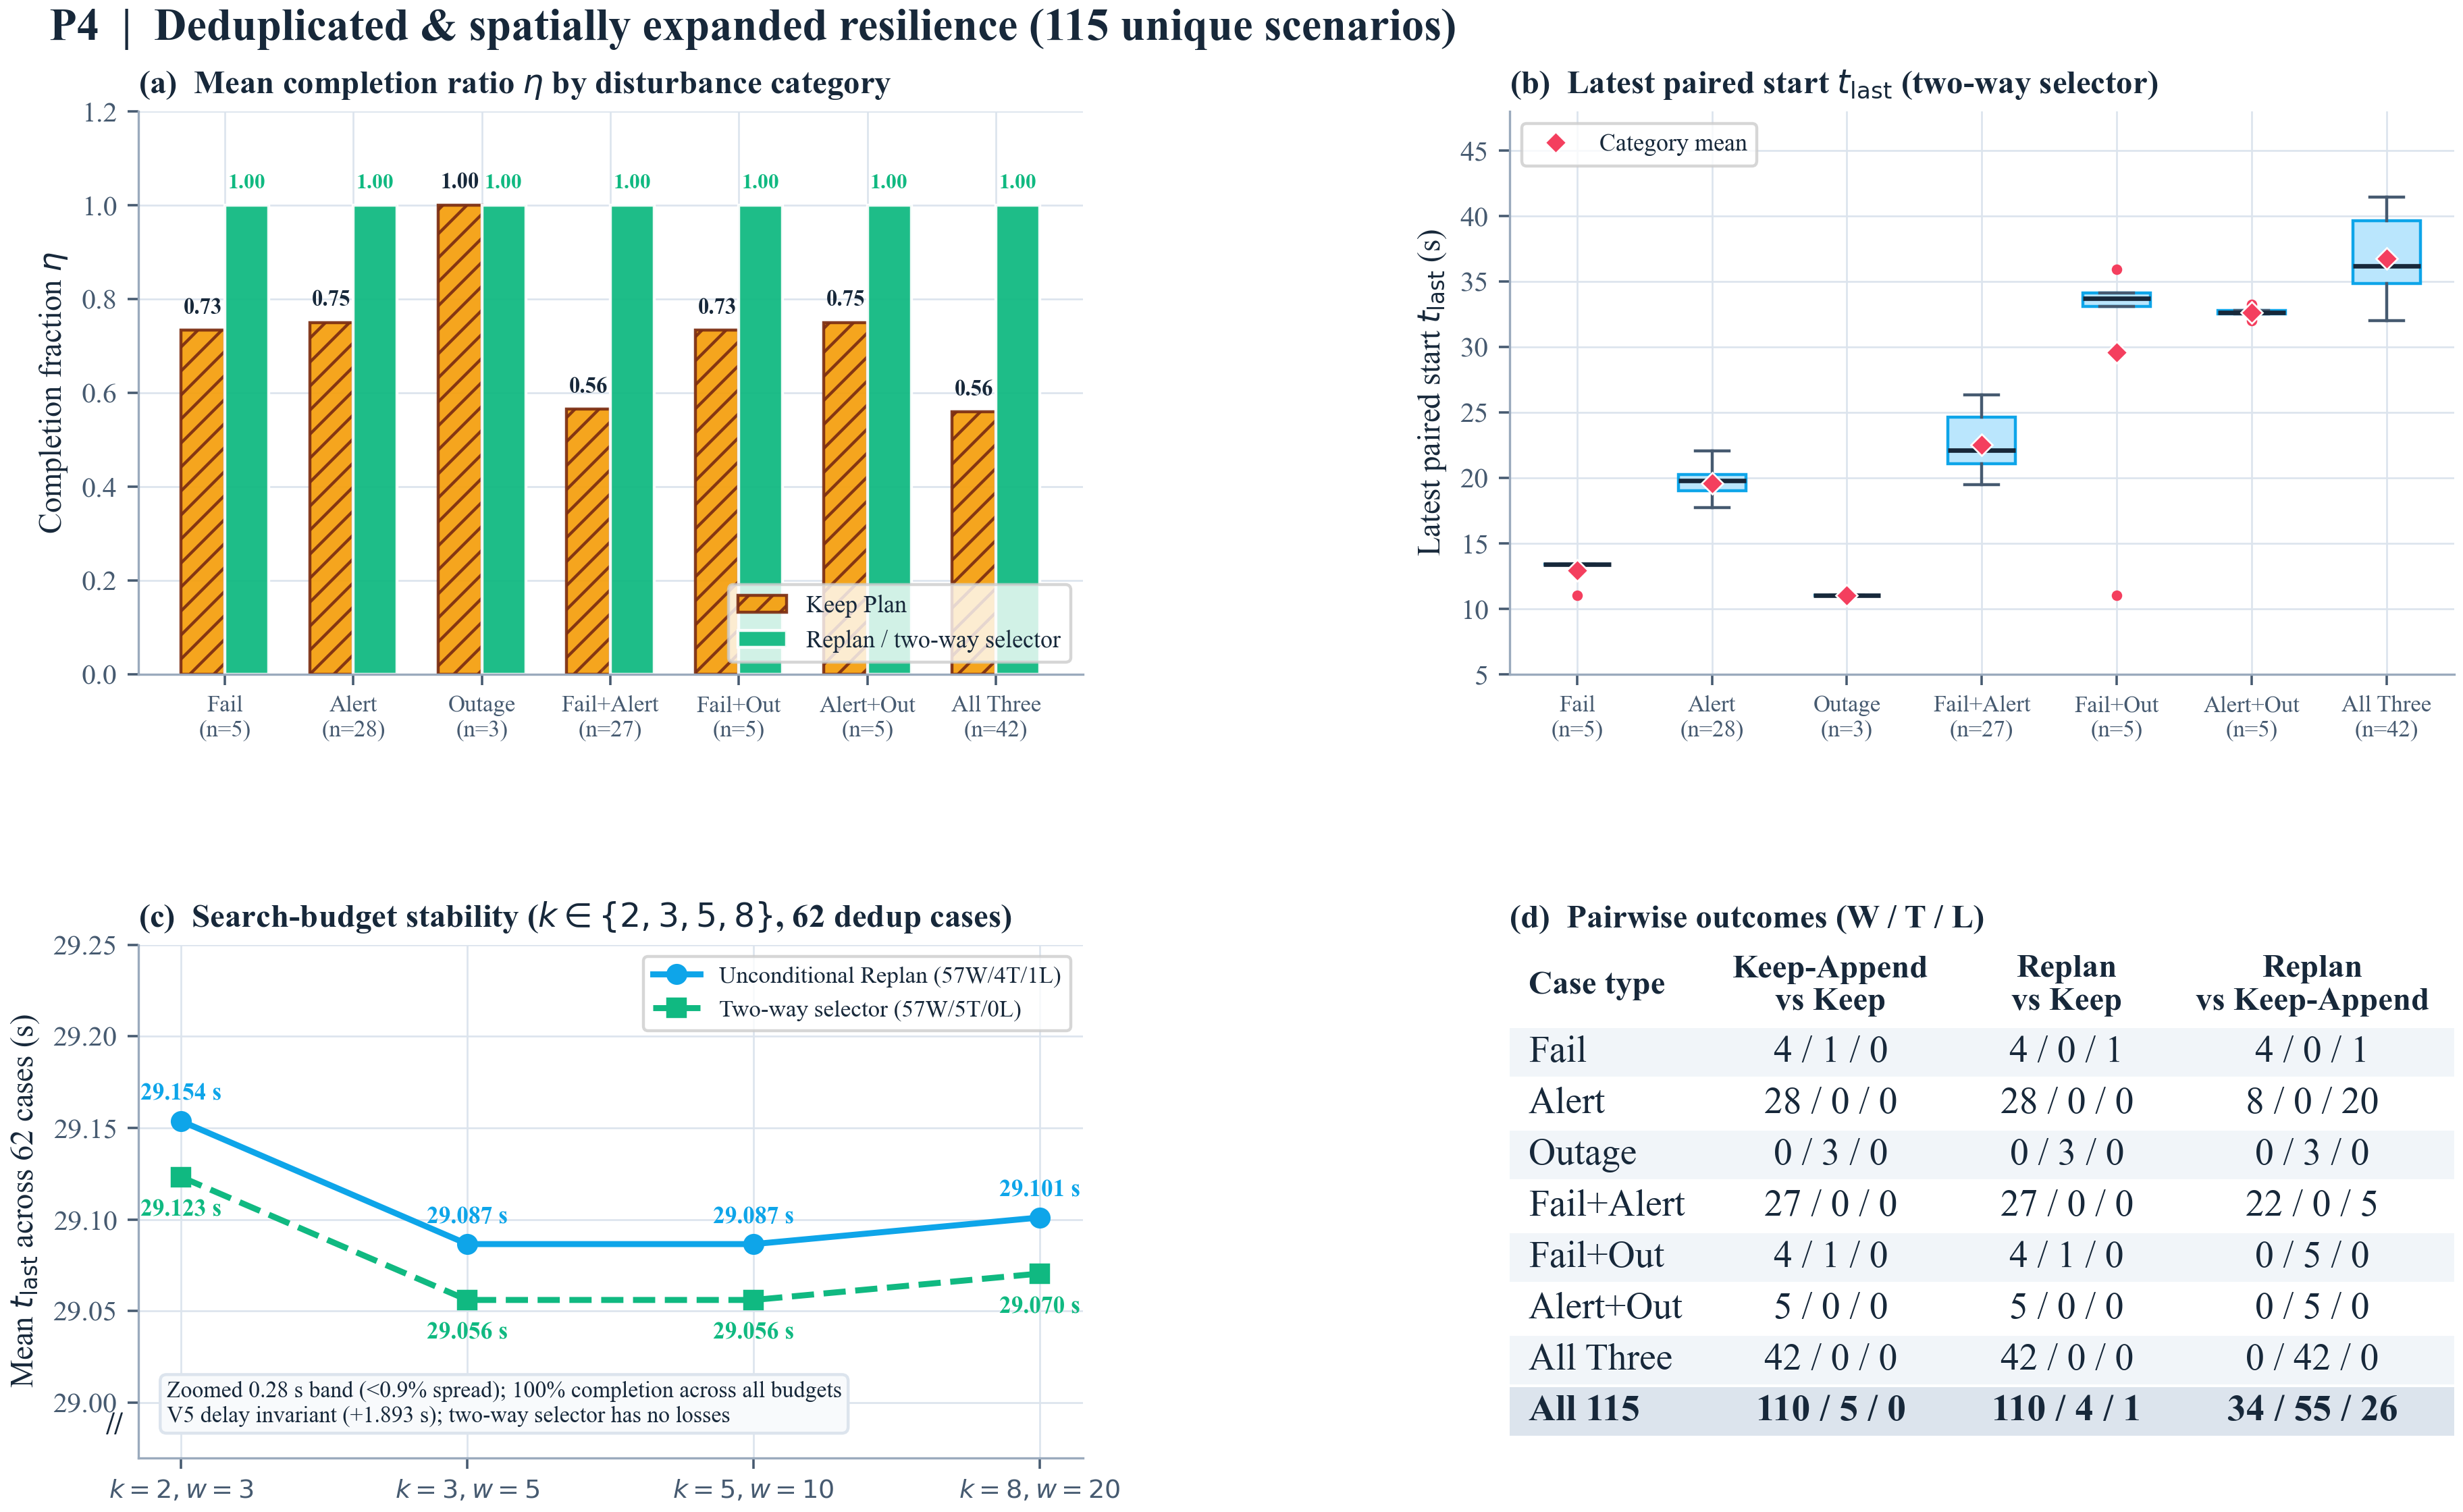 P4 | Deduplicated & spatially expanded resilience (115 unique scenarios)
(a) Mean completion ratio η by disturbance category
Completion fraction η
1.2
1.0
0.8
0.6
0.4
0.2
0.0
0.73
1.00
0.75
1.00
1.00
1.00
0.56
1.00
0.73
1.00
0.75
1.00
0.56
1.00
Keep Plan
Replan / two-way selector
Fail
(n=5)
Alert
(n=28)
Outage
(n=3)
Fail+Alert
(n=27)
Fail+Out
(n=5)
Alert+Out
(n=5)
All Three
(n=42)
(b) Latest paired start t_last (two-way selector)
Latest paired start t_last (s)
Category mean
45
40
35
30
25
20
15
10
5
Fail
(n=5)
Alert
(n=28)
Outage
(n=3)
Fail+Alert
(n=27)
Fail+Out
(n=5)
Alert+Out
(n=5)
All Three
(n=42)
(c) Search-budget stability (k ∈ {2, 3, 5, 8}, 62 dedup cases)
Mean t_last across 62 cases (s)
29.25
29.20
29.15
29.10
29.05
29.00
//
Unconditional Replan (57W/4T/1L)
Two-way selector (57W/5T/0L)
29.154 s
29.087 s
29.087 s
29.101 s
29.123 s
29.056 s
29.056 s
29.070 s
Zoomed 0.28 s band (<0.9% spread); 100% completion across all budgets
V5 delay invariant (+1.893 s); two-way selector has no losses
k = 2, w = 3
k = 3, w = 5
k = 5, w = 10
k = 8, w = 20
(d) Pairwise outcomes (W / T / L)
Case type
Keep-Append
vs Keep
Replan
vs Keep
Replan
vs Keep-Append
Fail 4 / 1 / 0 4 / 0 / 1 4 / 0 / 1
Alert 28 / 0 / 0 28 / 0 / 0 8 / 0 / 20
Outage 0 / 3 / 0 0 / 3 / 0 0 / 3 / 0
Fail+Alert 27 / 0 / 0 27 / 0 / 0 22 / 0 / 5
Fail+Out 4 / 1 / 0 4 / 1 / 0 0 / 5 / 0
Alert+Out 5 / 0 / 0 5 / 0 / 0 0 / 5 / 0
All Three 42 / 0 / 0 42 / 0 / 0 0 / 42 / 0
All 115 110 / 5 / 0 110 / 4 / 1 34 / 55 / 26